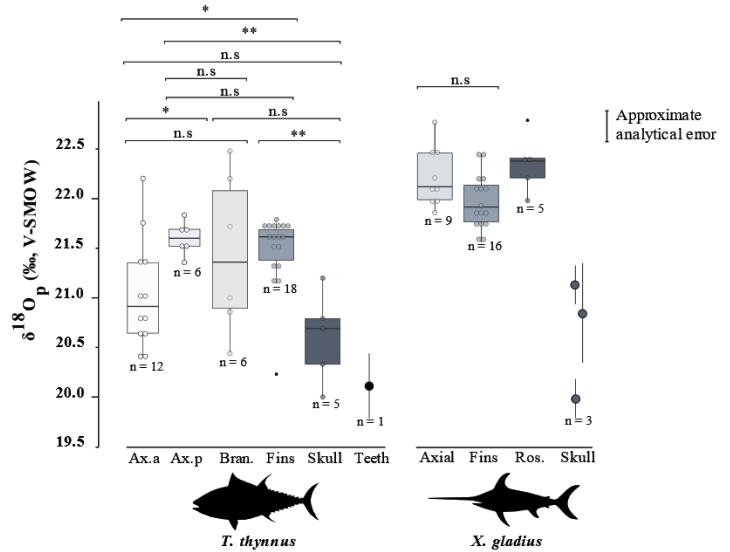 *
**
n.s
n.s
n.s
* n.s
n.s **
n.s
Approximate
analytical error
δ18Op (‰, V-SMOW)
22.5
22.0
21.5
21.0
20.5
20.0
19.5
n = 12
n = 6
n = 6
n = 18
n = 5
n = 1
n = 9
n = 16
n = 5
n = 3
Ax.a Ax.p Bran. Fins Skull Teeth
Axial Fins Ros. Skull
T. thynnus
X. gladius